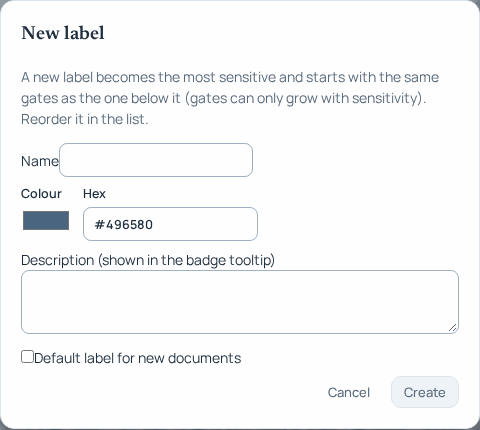 New label
A new label becomes the most sensitive and starts with the same
gates as the one below it (gates can only grow with sensitivity).
Reorder it in the list.
Name
Colour Hex
#496580
Description (shown in the badge tooltip)
Default label for new documents
Cancel Create